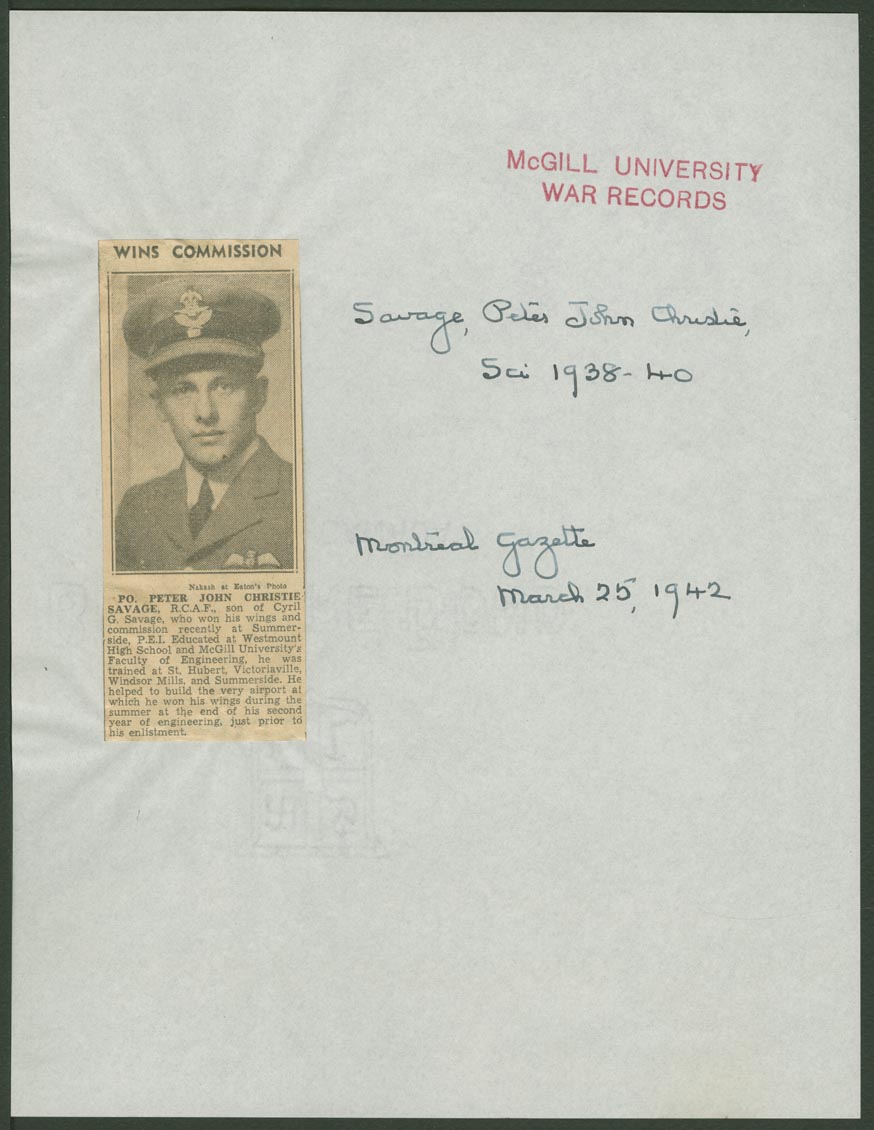 McGILL UNIVERSITY
WAR RECORDS
WINS COMMISSION
Savage, Peter John Christie,
Sci 1938-40
Montreal Gazette
March 25, 1942
Nakash at Eaton's Photo
PO. PETER JOHN CHRISTIE
SAVAGE, R.C.A.F., son of Cyril
G. Savage, who won his wings and
commission recently at Summer-
side, P.E.I. Educated at Westmount
High School and McGill University's
Faculty of Engineering, he was
trained at St. Hubert, Victoriaville,
Windsor Mills, and Summerside. He
helped to build the very airport at
which he won his wings during the
summer at the end of his second
year of engineering, just prior to
his enlistment.